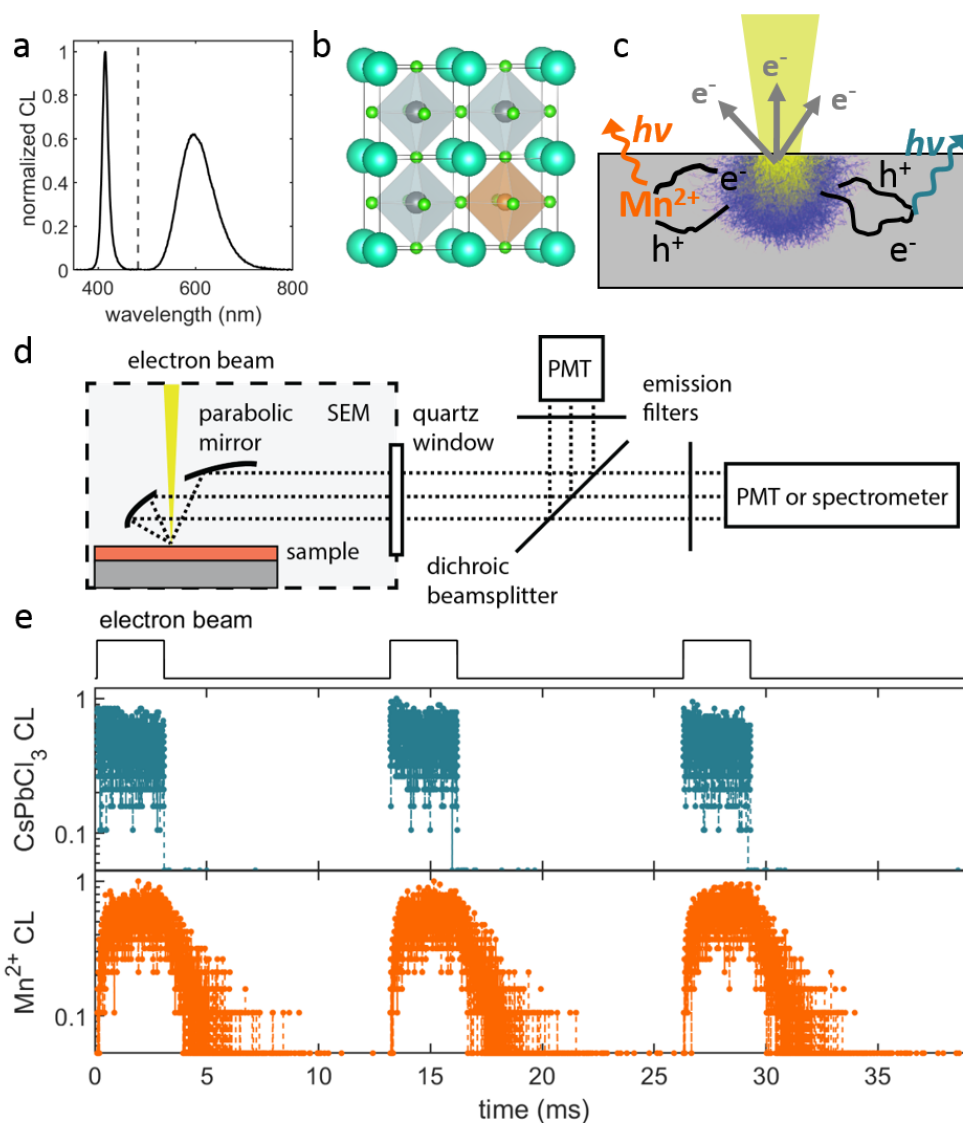 a
normalized CL
1
0.8
0.6
0.4
0.2
0
400
600
800
wavelength (nm)
b
c
e⁻
e⁻
e⁻
hν
hν
e⁻
h⁺
Mn²⁺
h⁺
e⁻
d
electron beam
parabolic
mirror
SEM
quartz
window
PMT
emission
filters
PMT or spectrometer
sample
dichroic
beamsplitter
e
electron beam
CsPbCl₃ CL
1
0.1
Mn²⁺ CL
1
0.1
0
5
10
15
20
25
30
35
time (ms)